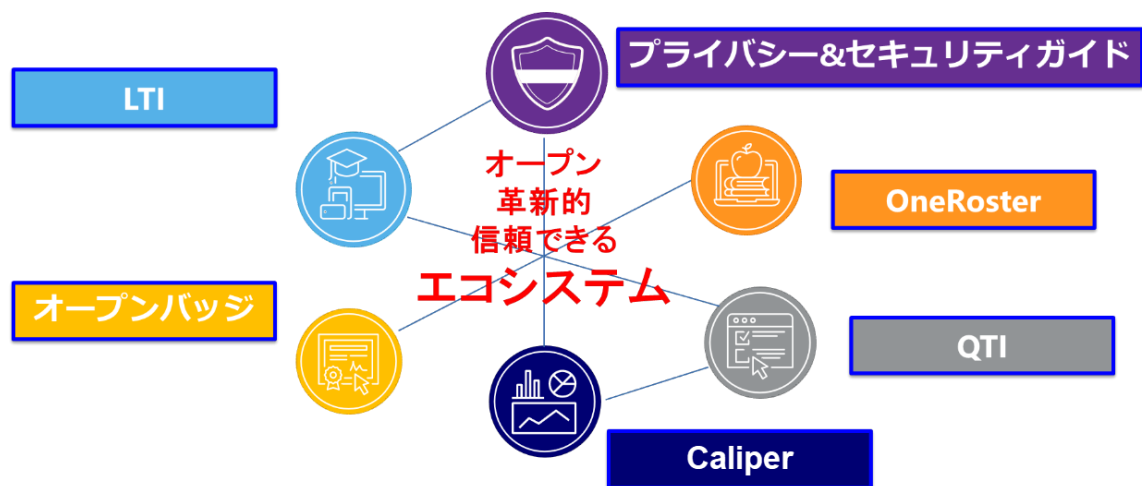 プライバシー&セキュリティガイド
LTI
オープン
革新的
信頼できる
エコシステム
OneRoster
オープンバッジ
QTI
Caliper